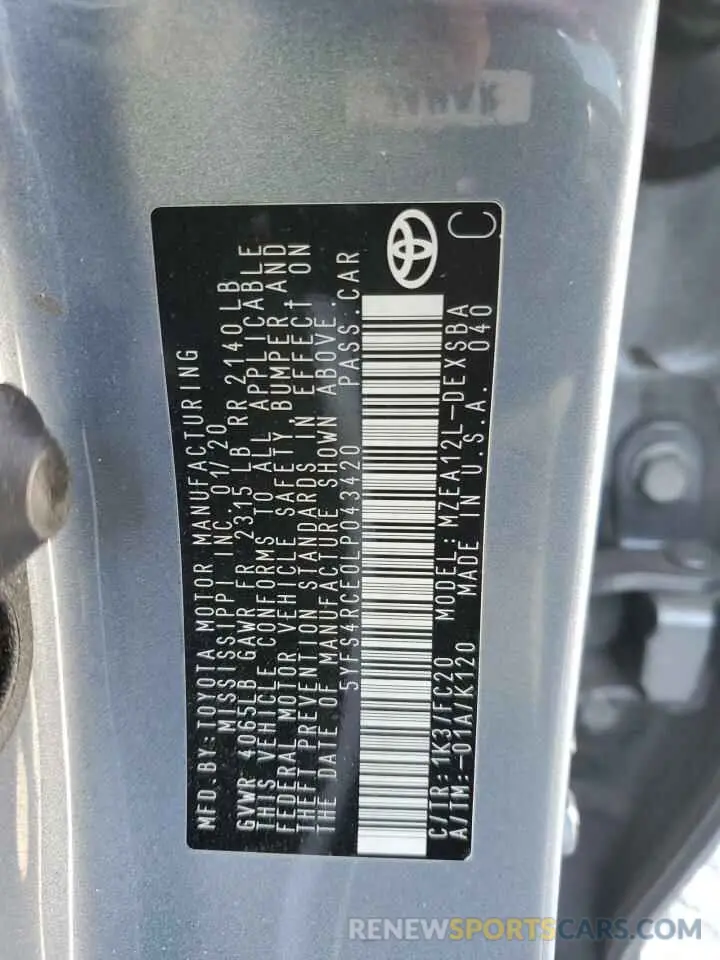 MFD. BY: TOYOTA MOTOR MANUFACTURING
MISSISSIPPI INC. 01/20
GVWR 4065LB GAWR FR 2315 LB RR 2140 LB
THIS VEHICLE CONFORMS TO ALL APPLICABLE
FEDERAL MOTOR VEHICLE SAFETY, BUMPER, AND
THEFT PREVENTION STANDARDS IN EFFECT ON
THE DATE OF MANUFACTURE SHOWN ABOVE.
5YFS4RCE0LP043420 PASS. CAR
C/TR: 1K3/FC20 MODEL: MZEA12L-DEXSBA
A/TM: -01A/K120 MADE IN U.S.A. 040
C
RENEWSPORTSCARS.COM